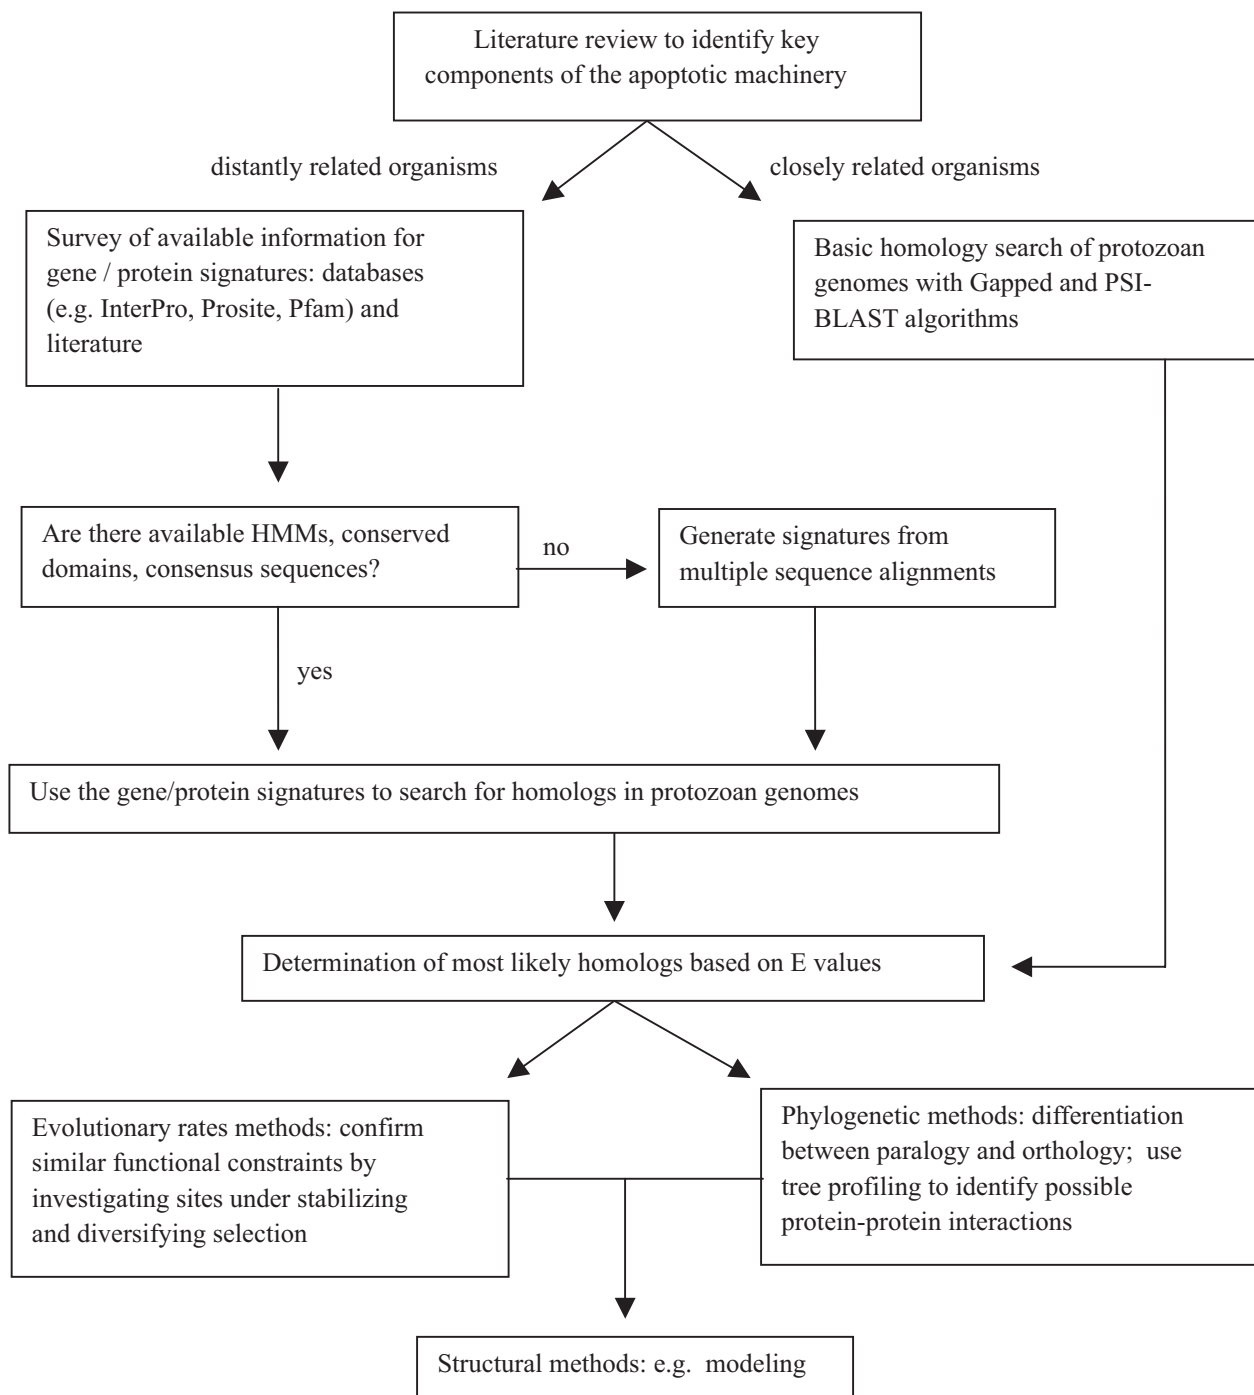 Literature review to identify key
components of the apoptotic machinery
distantly related organisms
closely related organisms
Survey of available information for
gene / protein signatures: databases
(e.g. InterPro, Prosite, Pfam) and
literature
Basic homology search of protozoan
genomes with Gapped and PSI-
BLAST algorithms
Are there available HMMs, conserved
domains, consensus sequences?
no
Generate signatures from
multiple sequence alignments
yes
Use the gene/protein signatures to search for homologs in protozoan genomes
Determination of most likely homologs based on E values
Evolutionary rates methods: confirm
similar functional constraints by
investigating sites under stabilizing
and diversifying selection
Phylogenetic methods: differentiation
between paralogy and orthology;  use
tree profiling to identify possible
protein-protein interactions
Structural methods: e.g.  modeling